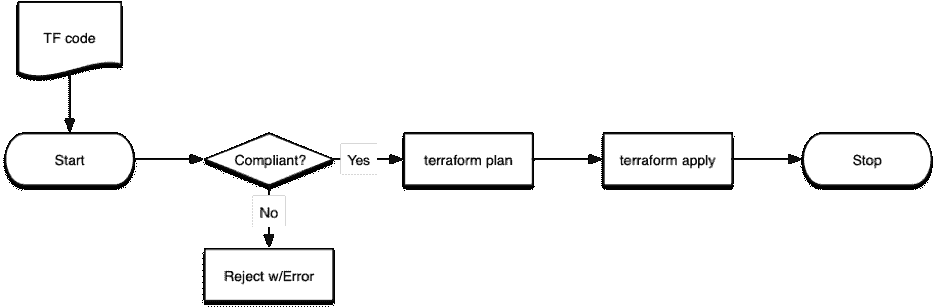 TF code
Start
Compliant?
Yes
terraform plan
terraform apply
Stop
No
Reject w/Error